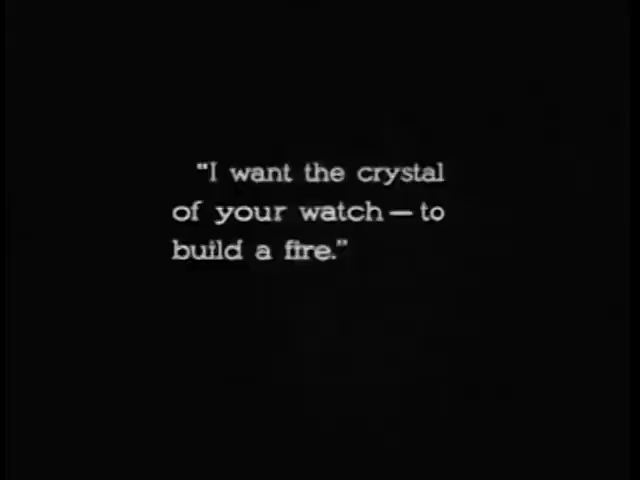 "I want the crystal
of your watch — to
build a fire."